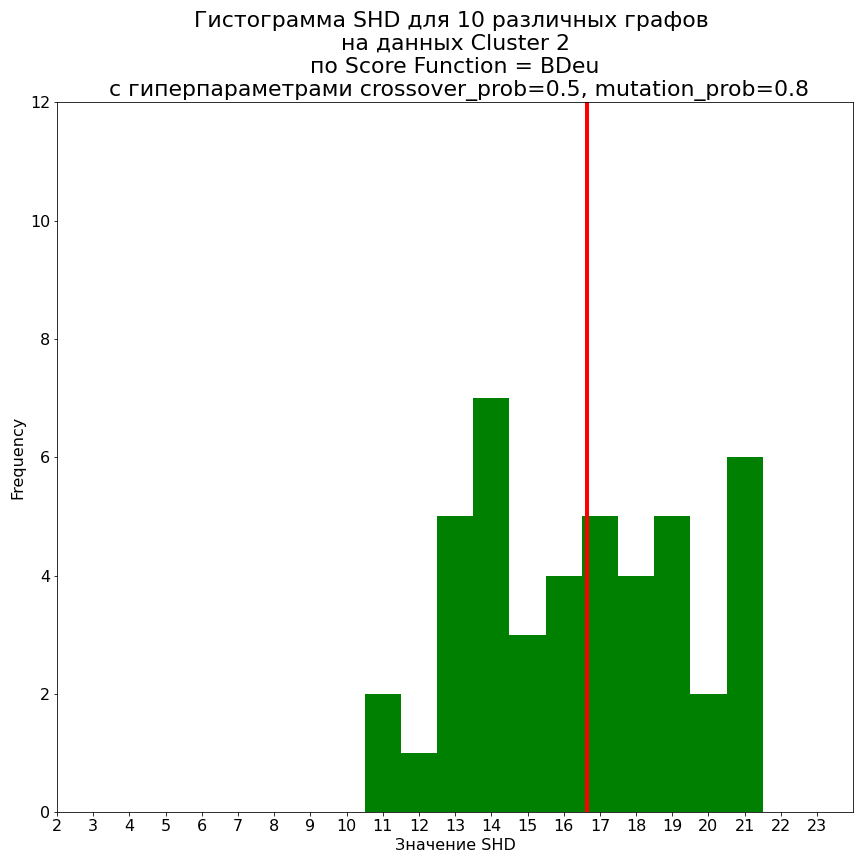 Гистограмма SHD для 10 различных графов
на данных Cluster 2
по Score Function = BDeu
с гиперпараметрами crossover_prob=0.5, mutation_prob=0.8
12
10
8
6
4
2
0
Frequency
2 3 4 5 6 7 8 9 10 11 12 13 14 15 16 17 18 19 20 21 22 23
Значение SHD